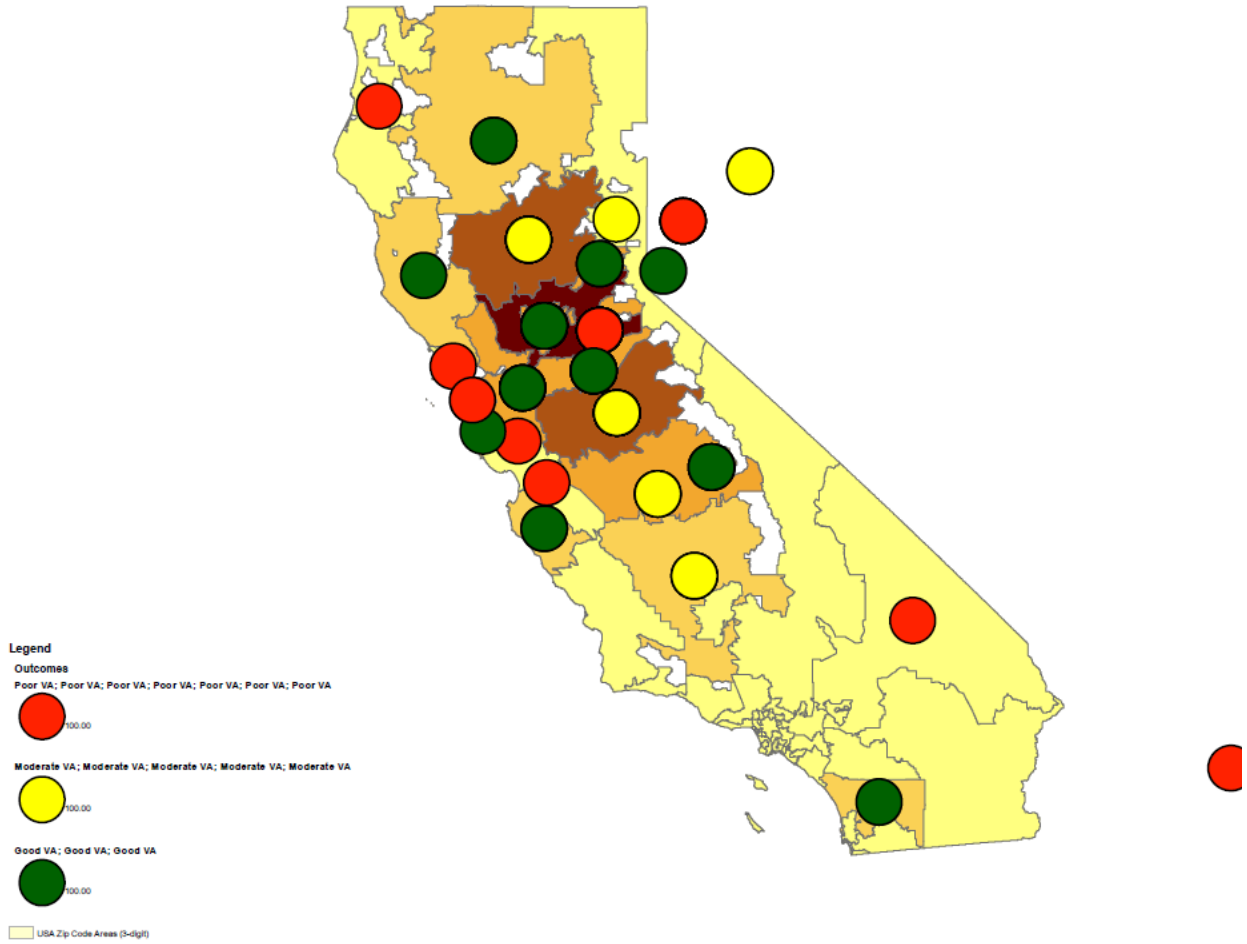 Legend
Outcomes
Poor VA; Poor VA; Poor VA; Poor VA; Poor VA; Poor VA; Poor VA
100.00
Moderate VA; Moderate VA; Moderate VA; Moderate VA; Moderate VA
100.00
Good VA; Good VA; Good VA
100.00
USA Zip Code Areas (3-digit)